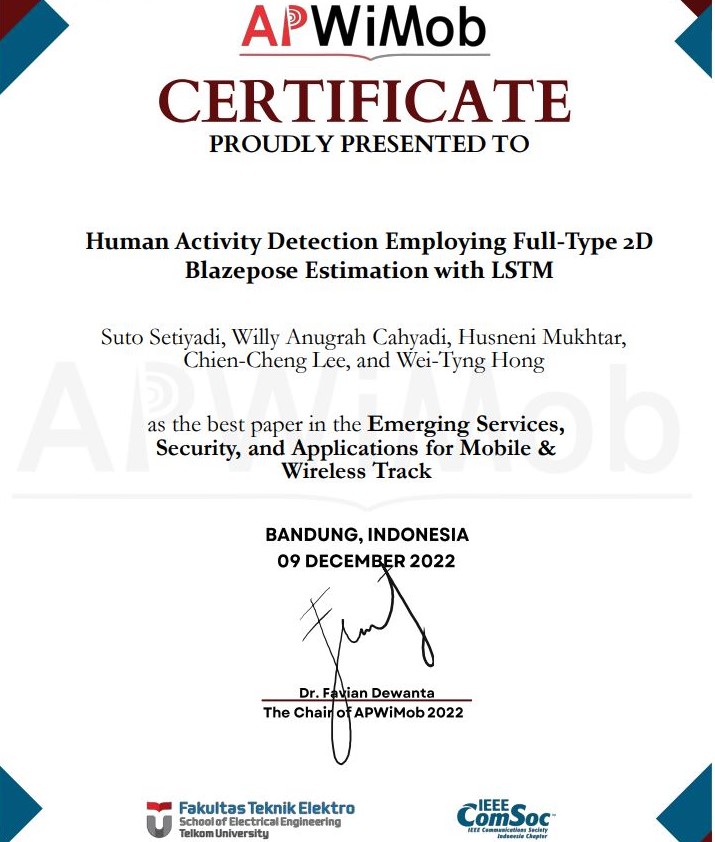 APWiMob
CERTIFICATE
PROUDLY PRESENTED TO
Human Activity Detection Employing Full-Type 2D
Blazepose Estimation with LSTM
Suto Setiyadi, Willy Anugrah Cahyadi, Husneni Mukhtar,
Chien-Cheng Lee, and Wei-Tyng Hong
APWiMob
as the best paper in the Emerging Services,
Security, and Applications for Mobile &
Wireless Track
BANDUNG, INDONESIA
09 DECEMBER 2022
Dr. Favian Dewanta
The Chair of APWiMob 2022
Fakultas Teknik Elektro
School of Electrical Engineering
Telkom University
IEEE
ComSoc™
IEEE Communications Society
Indonesia Chapter